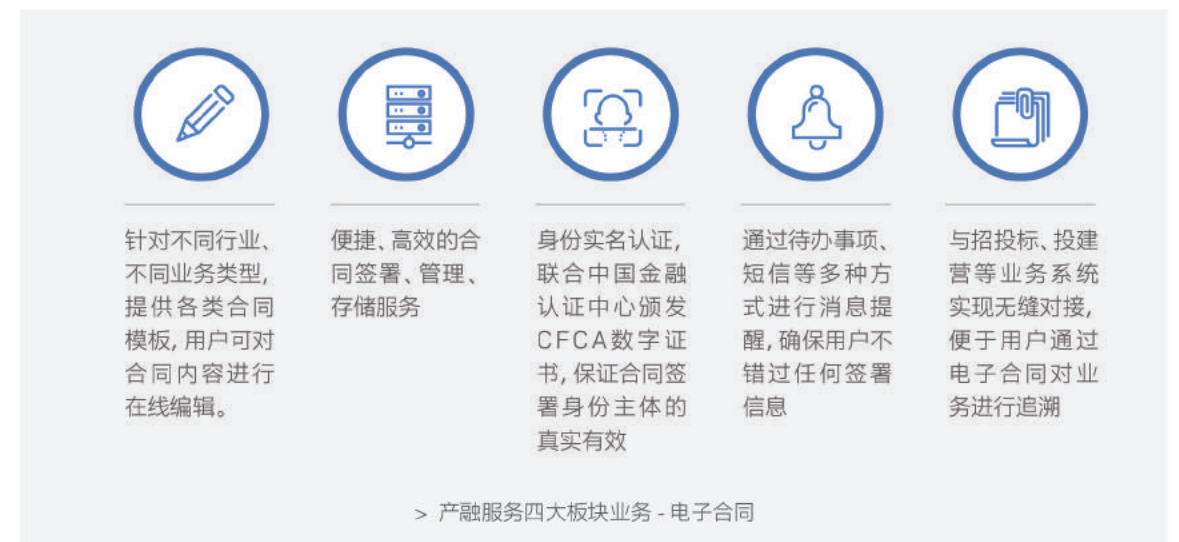 针对不同行业、
不同业务类型,
提供各类合同
模板, 用户可对
合同内容进行
在线编辑。
便捷、高效的合
同签署、管理、
存储服务
身份实名认证,
联合中国金融
认证中心颁发
CFCA数字证
书, 保证合同签
署身份主体的
真实有效
通过待办事项、
短信等多种方
式进行消息提
醒, 确保用户不
错过任何签署
信息
与招投标、投建
营等业务系统
实现无缝对接,
便于用户通过
电子合同对业
务进行追溯
> 产融服务四大板块业务 - 电子合同